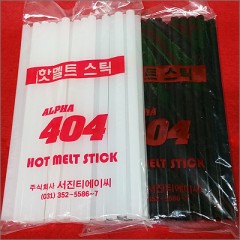 핫멜트 스틱
ALPHA
404
HOT MELT STICK
주식회사 서진티에이씨
(031) 352-5586~7